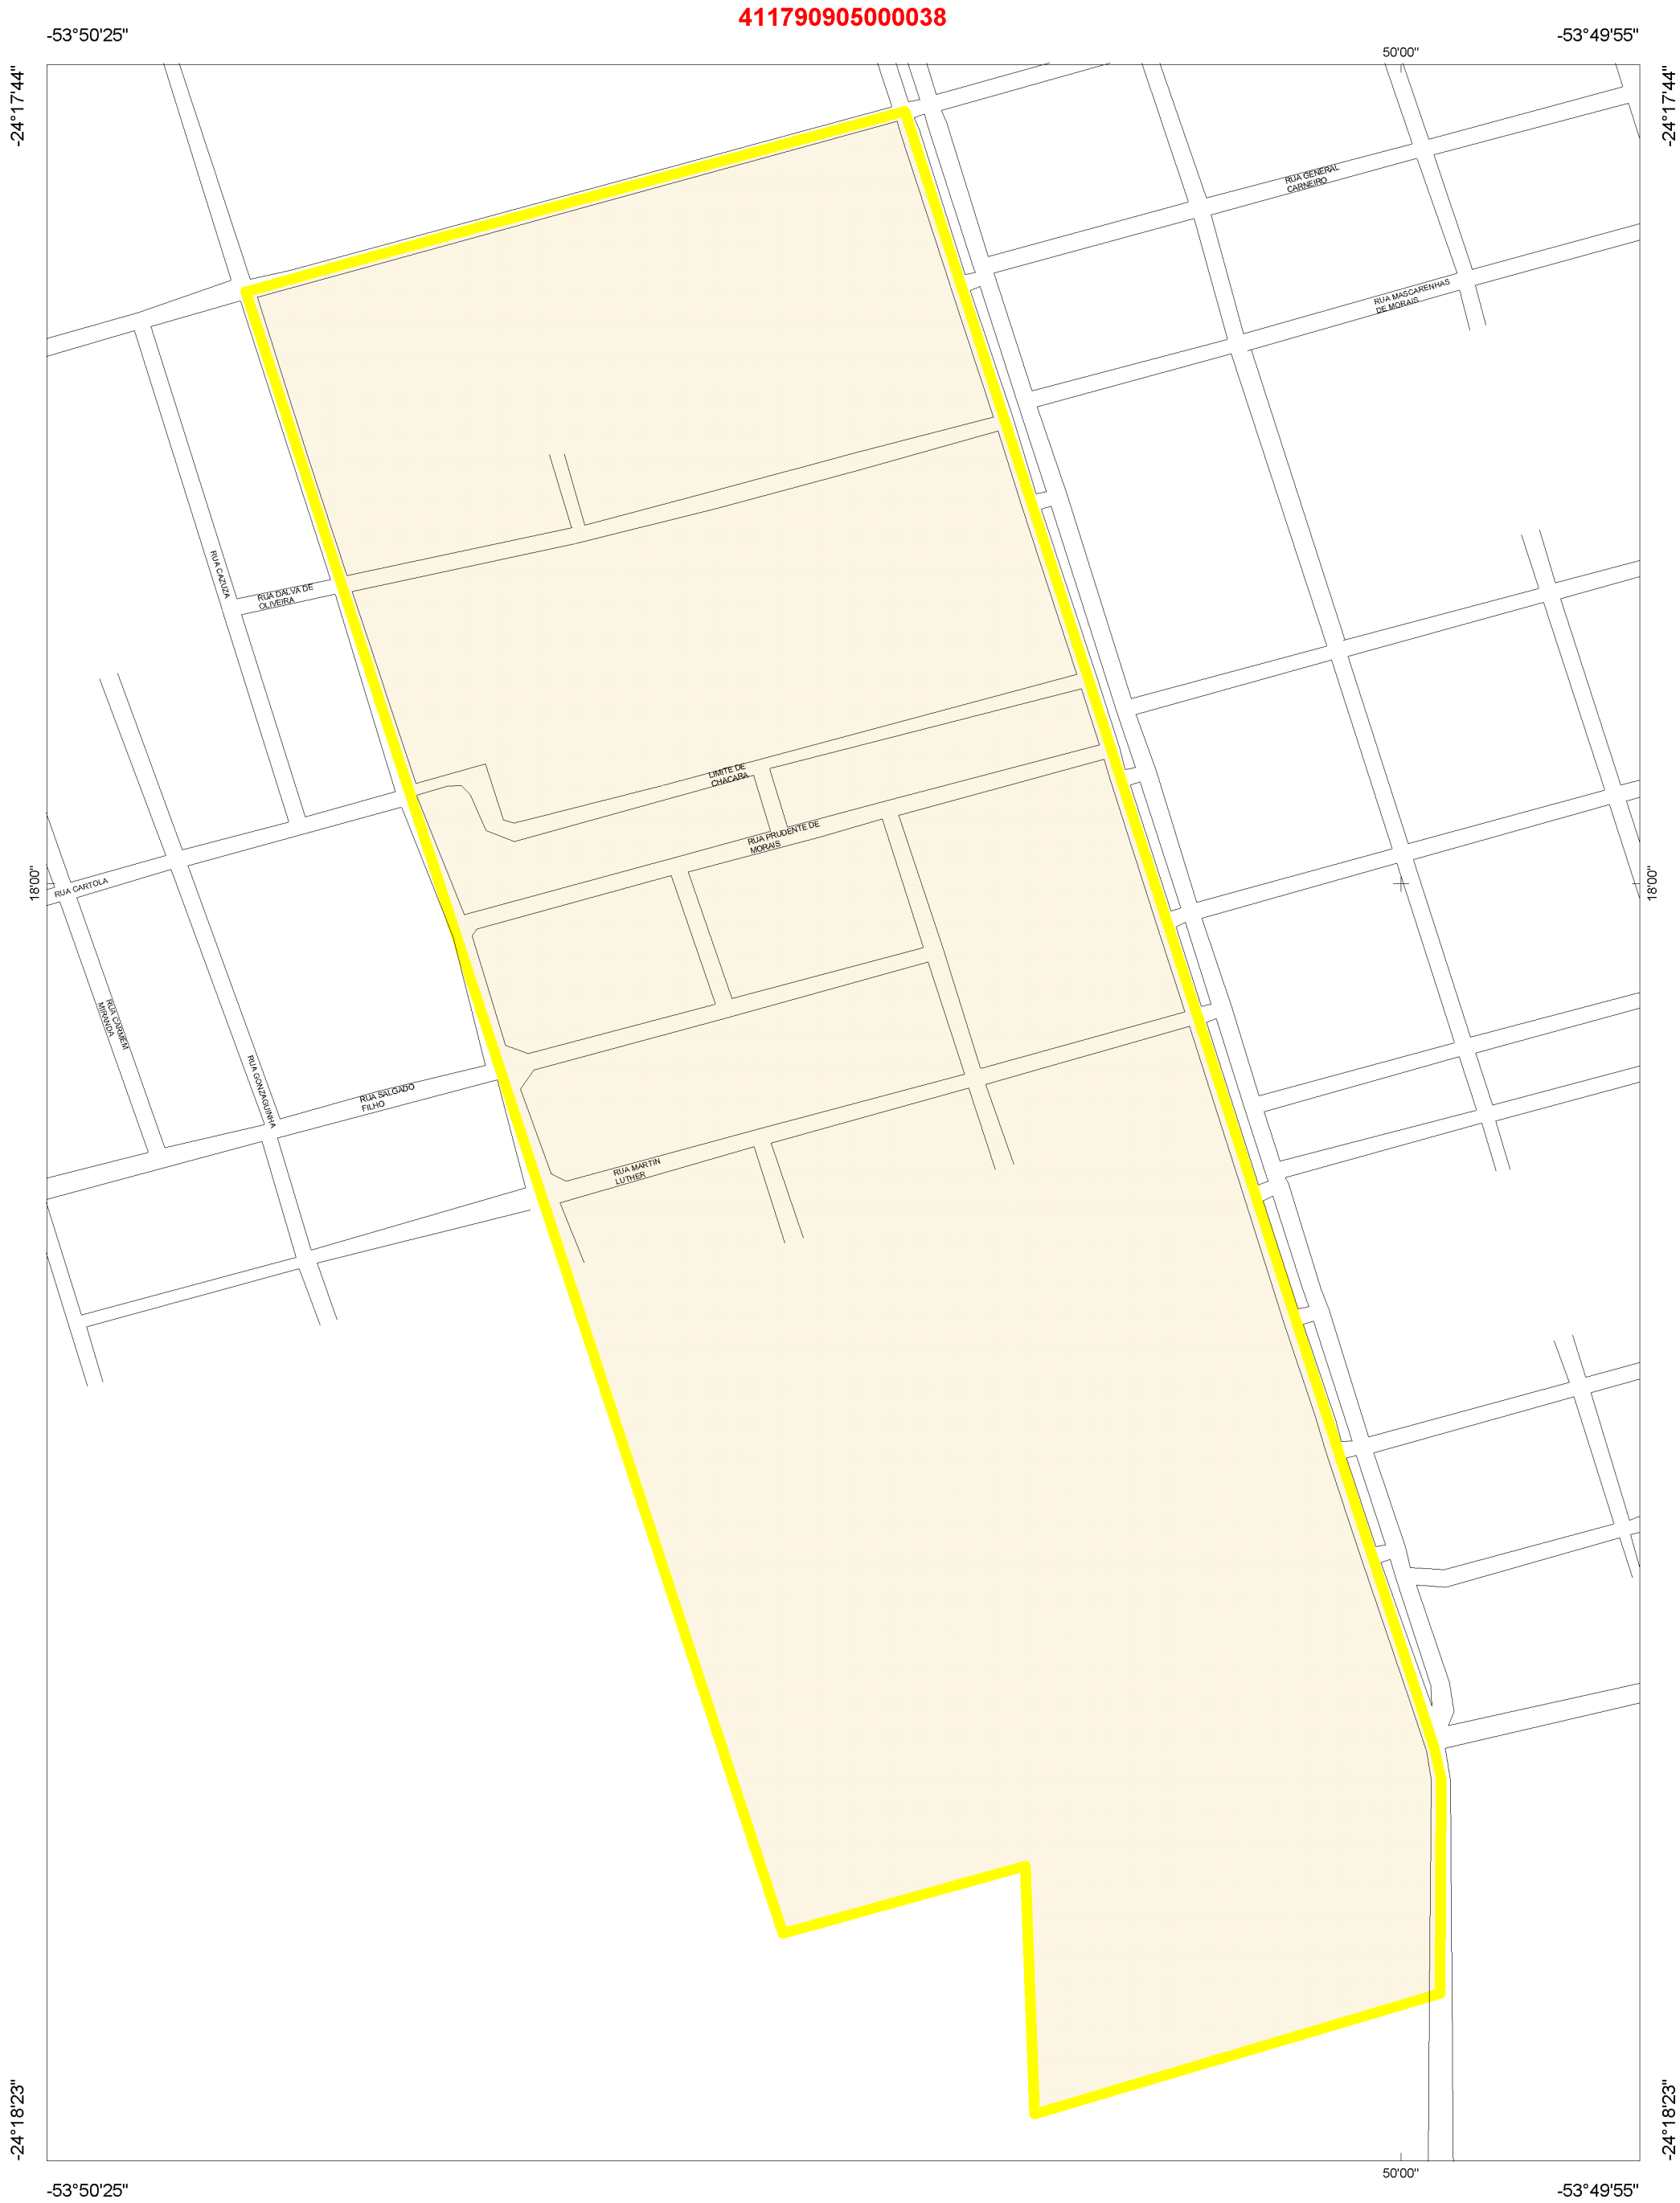 411790905000038
-53°50'25"
-53°49'55"
50'00"
-24°17'44"
-24°17'44"
RUA GENERAL
CARNEIRO
RUA MASCARENHAS
DE MORAIS
RUA CAZUZA
RUA DALVA DE
OLIVEIRA
LIMITE DE
CHACARA
RUA PRUDENTE DE
MORAIS
18'00"
18'00"
RUA CARTOLA
RUA CARMEM
MIRANDA
RUA GONZAGUINHA
RUA SALGADO
FILHO
RUA MARTIN
LUTHER
-24°18'23"
-24°18'23"
50'00"
-53°50'25"
-53°49'55"